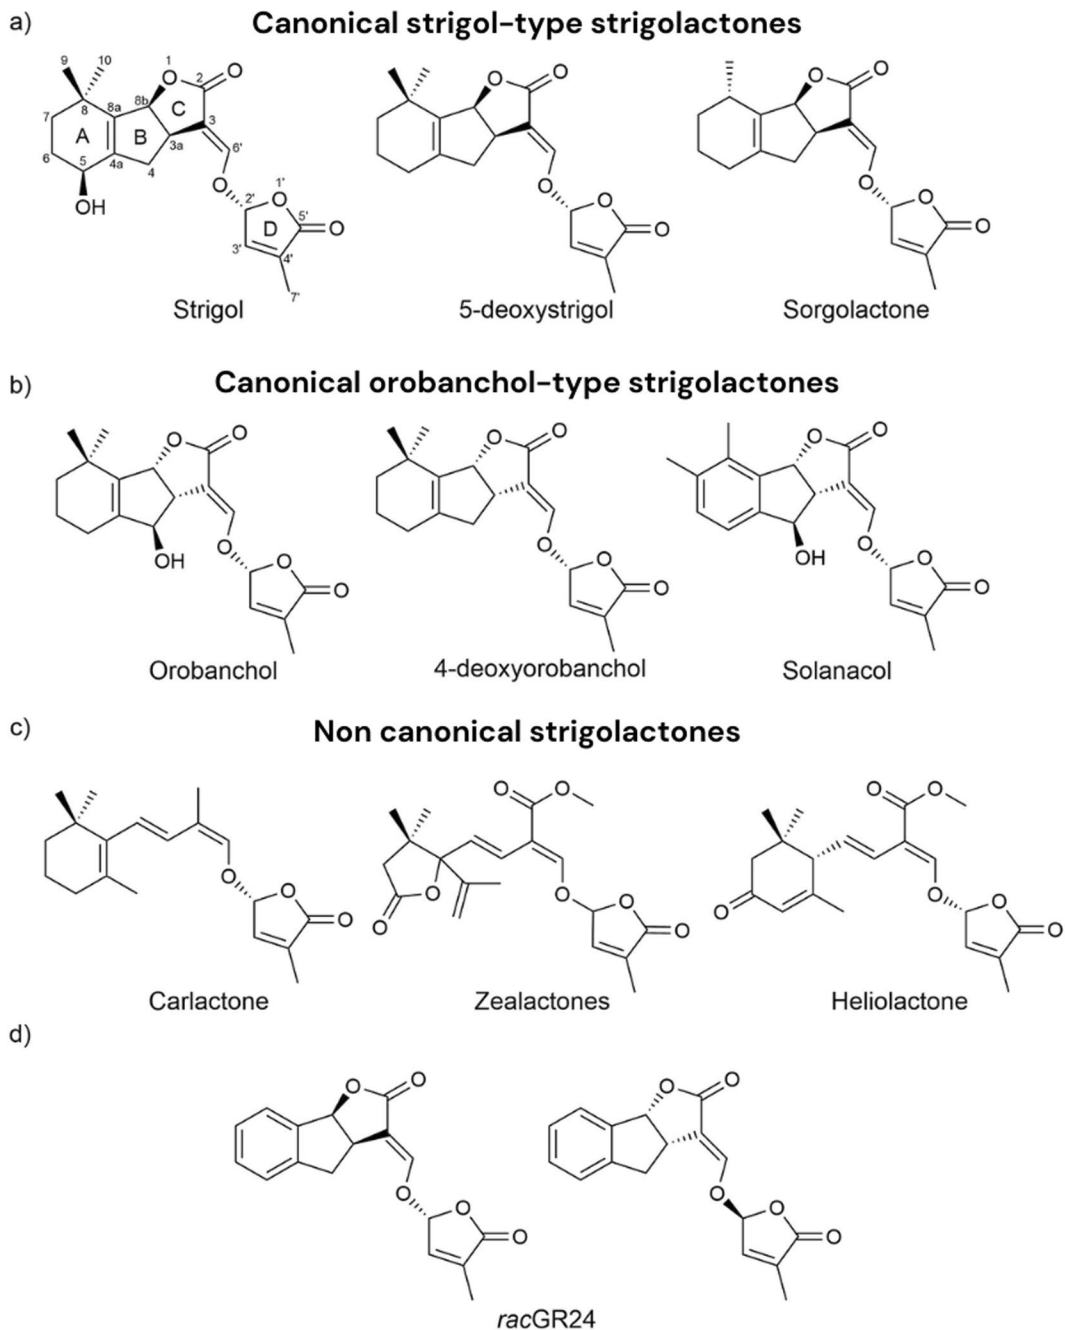 a)
Canonical strigol-type strigolactones
9 10 1 2 O O
8b C
7 8 8a 3
A B 3a 6'
6 5 4a 4
OH O 2' 1' O 5' O
D
3' 4'
7'
O O
O O O
O O
O O O
Strigol 5-deoxystrigol Sorgolactone
b)
Canonical orobanchol-type strigolactones
O O
OH O O O
O O
O O O
O O
OH O O O
Orobanchol 4-deoxyorobanchol Solanacol
c)
Non canonical strigolactones
O O O
O O O
O O
O O
O O O
O O
O O O O
Carlactone Zealactones Heliolactone
d)
O O
O O O
O O
O O O
racGR24